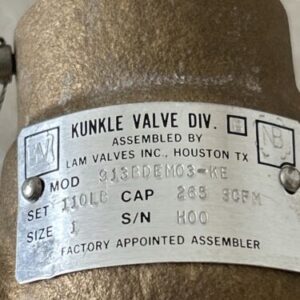 KUNKLE VALVE DIV.
ASSEMBLED BY
LAM VALVES INC., HOUSTON TX
MOD 913BDEM03-KE
SET 110LB CAP 265 SCFM
SIZE 1 S/N H00
FACTORY APPOINTED ASSEMBLER